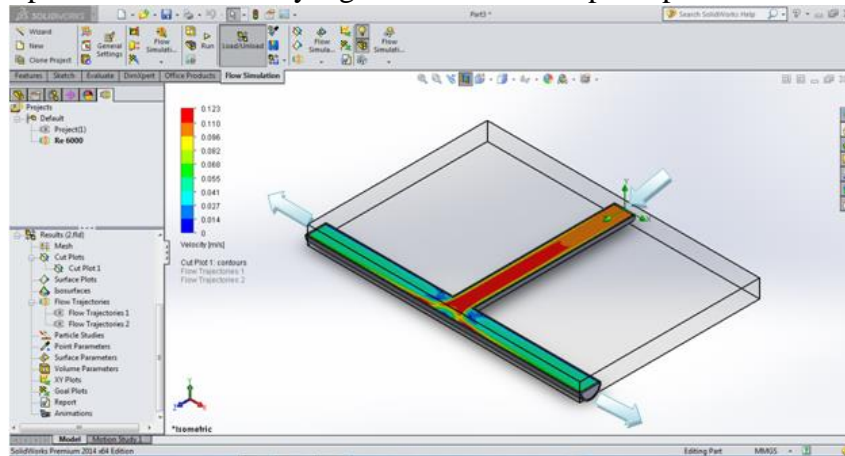 SOLIDWORKS
Part3 *
Search SolidWorks Help
Wizard
New
Clone Project
General Settings
Flow Simulati...
Run
Load/Unload
Flow Simula...
Flow Simulati...
Features
Sketch
Evaluate
DimXpert
Office Products
Flow Simulation
Projects
Default
Project(1)
Re 6000
Results (2.fld)
Mesh
Cut Plots
Cut Plot 1
Surface Plots
Isosurfaces
Flow Trajectories
Flow Trajectories 1
Flow Trajectories 2
Particle Studies
Point Parameters
Surface Parameters
Volume Parameters
XY Plots
Goal Plots
Report
Animations
0.123
0.110
0.096
0.082
0.068
0.055
0.041
0.027
0.014
0
Velocity [m/s]
Cut Plot 1: contours
Flow Trajectories 1
Flow Trajectories 2
*Isometric
Model
Motion Study 1
SolidWorks Premium 2014 x64 Edition
Editing Part
MMGS